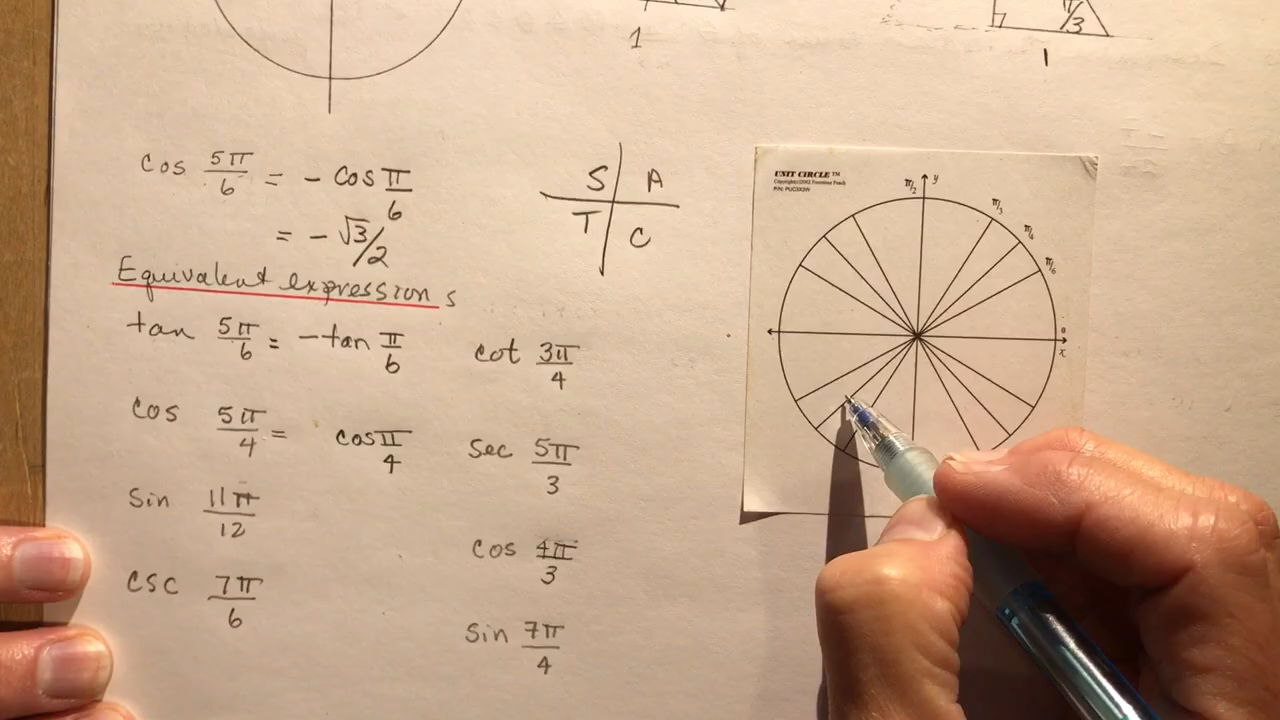 1
π/3
1
cos 5π/6 = - cos π/6
= - √3/2
S A
T C
Equivalent expressions
tan 5π/6 = -tan π/6
cot 3π/4
cos 5π/4 = cos π/4
sec 5π/3
sin 11π/12
cos 4π/3
csc 7π/6
sin 7π/4
UNIT CIRCLE™
P/N: PUC3X3W
π/2 y
π/3
π/4
π/6
0
x